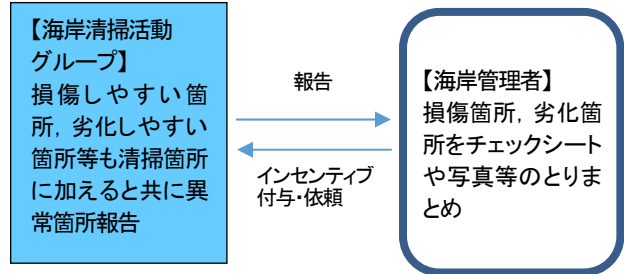 【海岸清掃活動
グループ】
損傷しやすい箇
所，劣化しやすい
箇所等も清掃箇所
に加えると共に異
常箇所報告
報告
インセンティブ
付与・依頼
【海岸管理者】
損傷箇所，劣化箇
所をチェックシート
や写真等のとりま
とめ